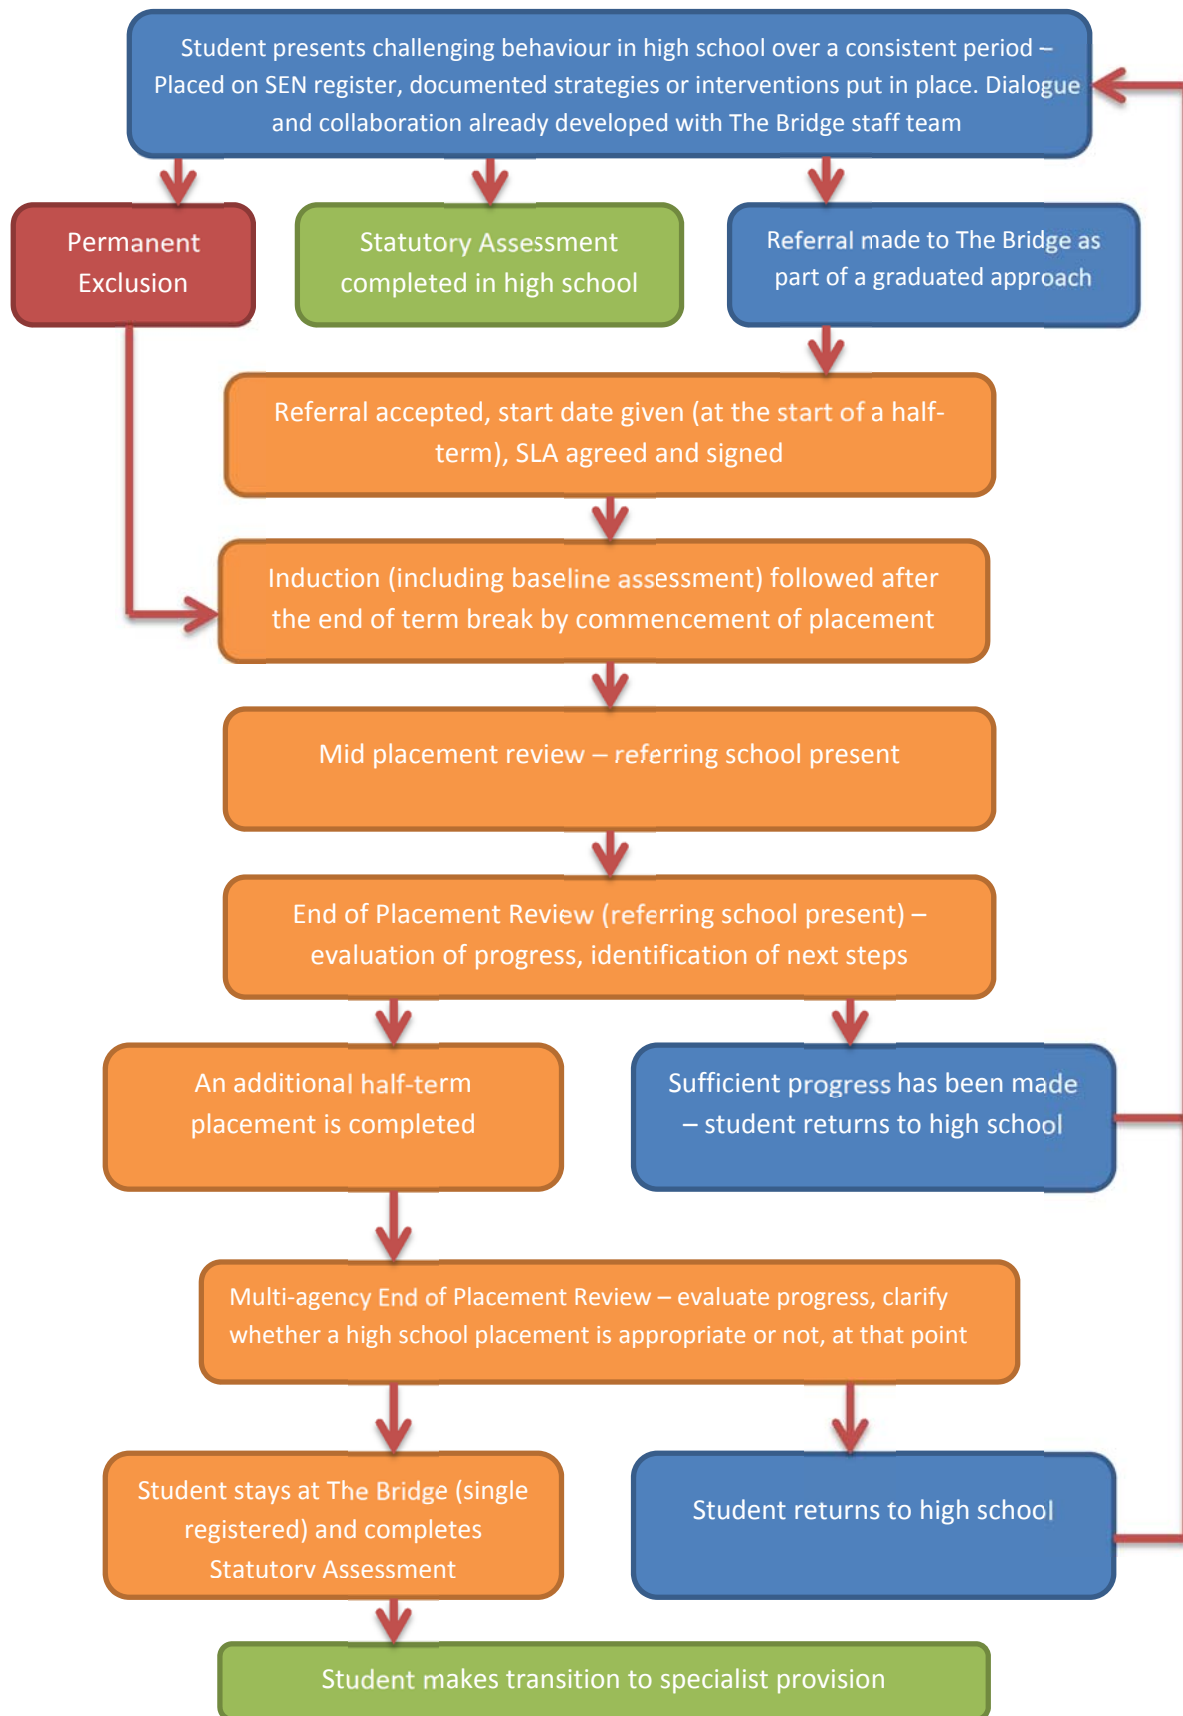 Student presents challenging behaviour in high school over a consistent period –
Placed on SEN register, documented strategies or interventions put in place. Dialogue
and collaboration already developed with The Bridge staff team
Permanent
Exclusion
Statutory Assessment
completed in high school
Referral made to The Bridge as
part of a graduated approach
Referral accepted, start date given (at the start of a half-
term), SLA agreed and signed
Induction (including baseline assessment) followed after
the end of term break by commencement of placement
Mid placement review – referring school present
End of Placement Review (referring school present) –
evaluation of progress, identification of next steps
An additional half-term
placement is completed
Sufficient progress has been made
– student returns to high school
Multi-agency End of Placement Review – evaluate progress, clarify
whether a high school placement is appropriate or not, at that point
Student stays at The Bridge (single
registered) and completes
Statutory Assessment
Student returns to high school
Student makes transition to specialist provision